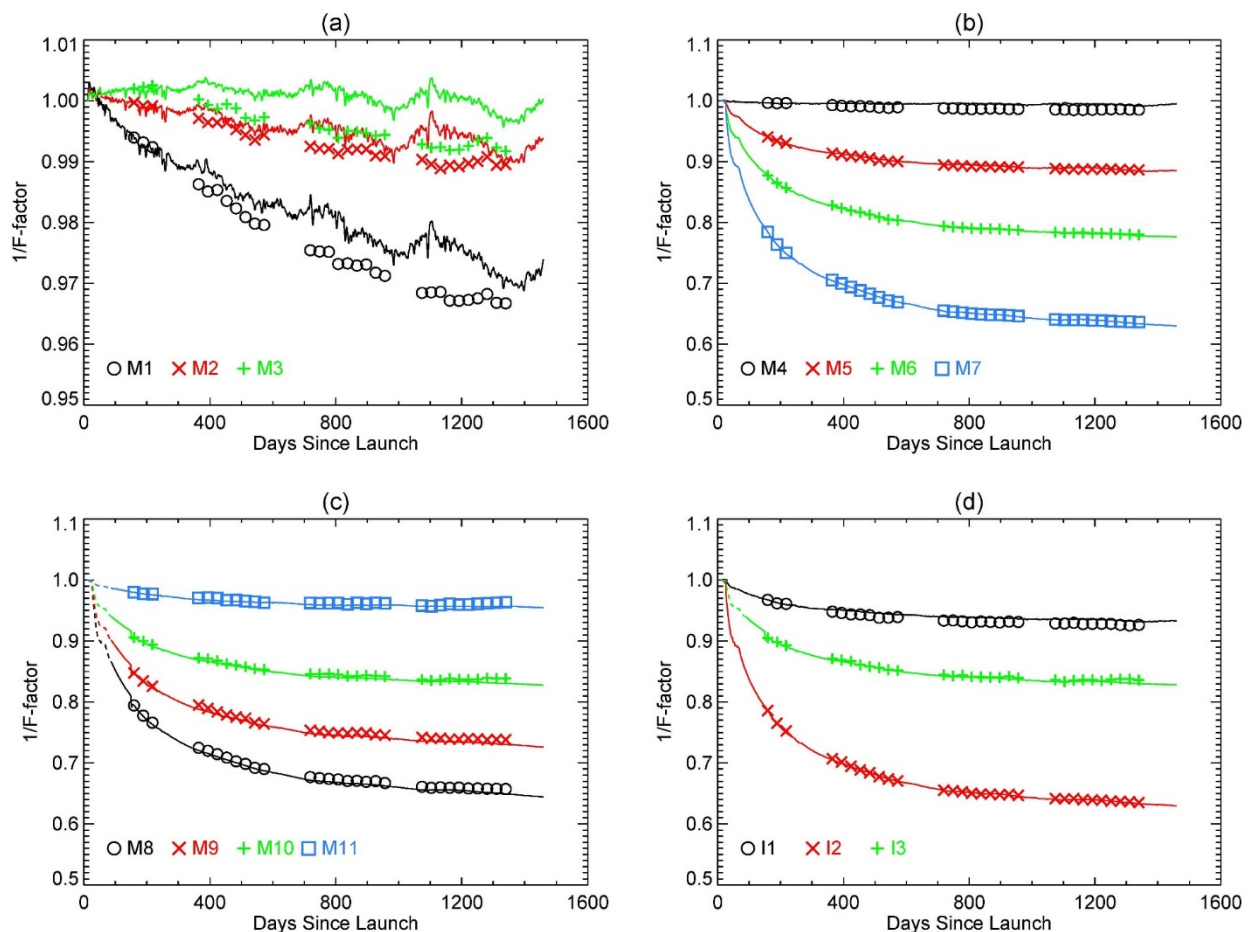 (a)
1.01
1.00
0.99
0.98
0.97
0.96
0.95
1/F-factor
M1 M2 M3
0 400 800 1200 1600
Days Since Launch
(b)
1.1
1.0
0.9
0.8
0.7
0.6
0.5
1/F-factor
M4 M5 M6 M7
0 400 800 1200 1600
Days Since Launch
(c)
1.1
1.0
0.9
0.8
0.7
0.6
0.5
1/F-factor
M8 M9 M10 M11
0 400 800 1200 1600
Days Since Launch
(d)
1.1
1.0
0.9
0.8
0.7
0.6
0.5
1/F-factor
I1 I2 I3
0 400 800 1200 1600
Days Since Launch